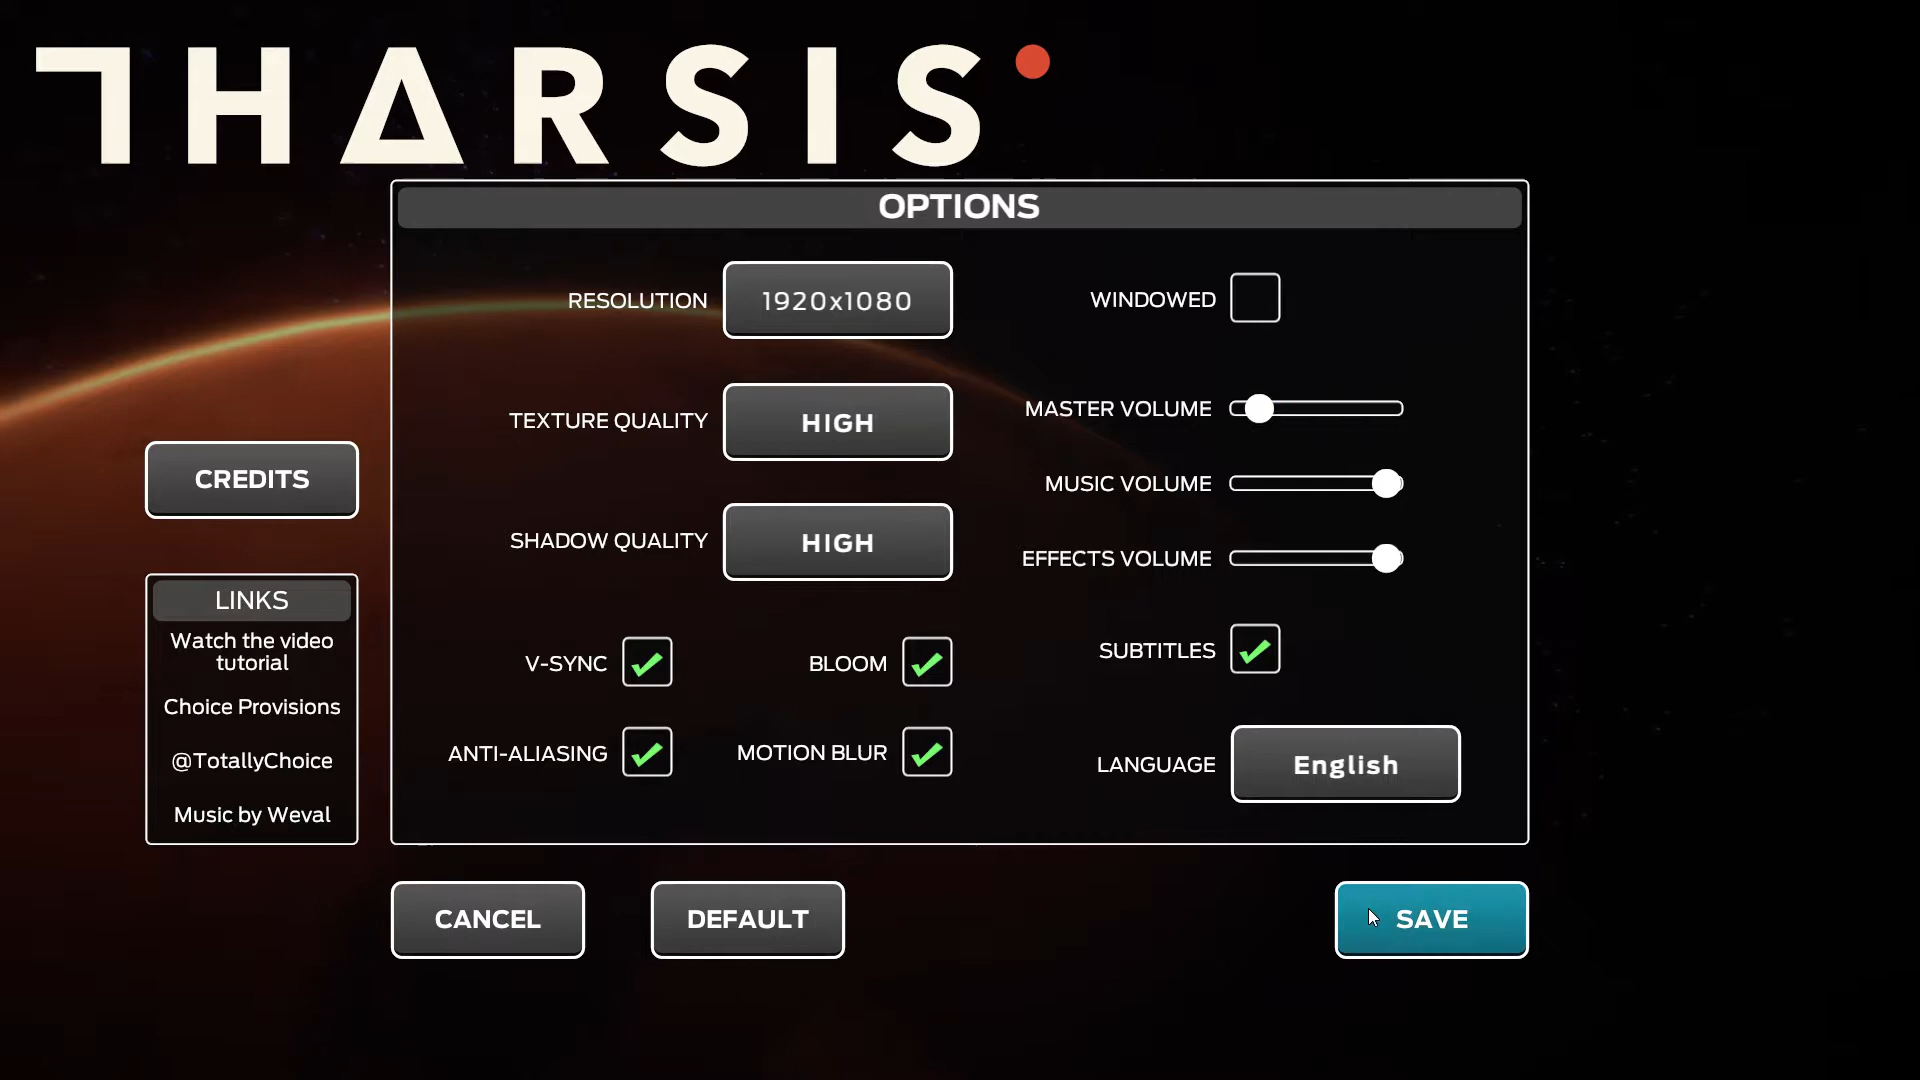 THARSIS
OPTIONS
RESOLUTION
1920x1080
WINDOWED
TEXTURE QUALITY
HIGH
MASTER VOLUME
MUSIC VOLUME
SHADOW QUALITY
HIGH
EFFECTS VOLUME
V-SYNC
BLOOM
SUBTITLES
ANTI-ALIASING
MOTION BLUR
LANGUAGE
English
CREDITS
LINKS
Watch the video
tutorial
Choice Provisions
@TotallyChoice
Music by Weval
CANCEL
DEFAULT
SAVE